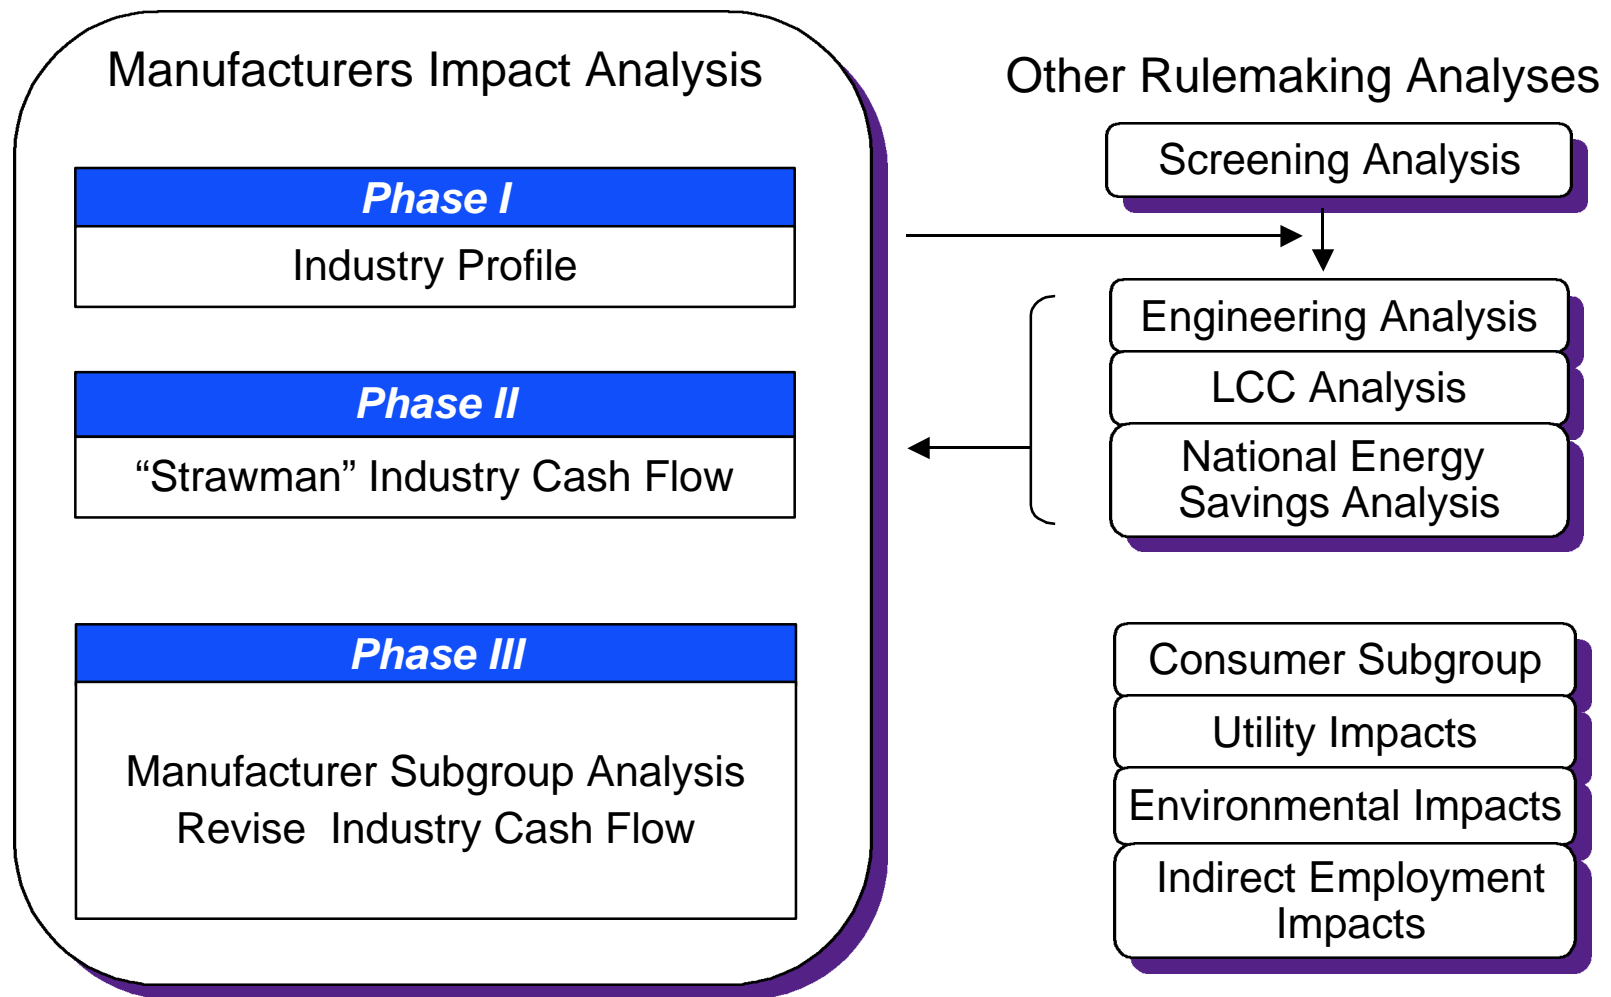 Manufacturers Impact Analysis
Phase I
Industry Profile
Phase II
“Strawman” Industry Cash Flow
Phase III
Manufacturer Subgroup Analysis
Revise  Industry Cash Flow
Other Rulemaking Analyses
Screening Analysis
Engineering Analysis
LCC Analysis
National Energy
Savings Analysis
Consumer Subgroup
Utility Impacts
Environmental Impacts
Indirect Employment
Impacts